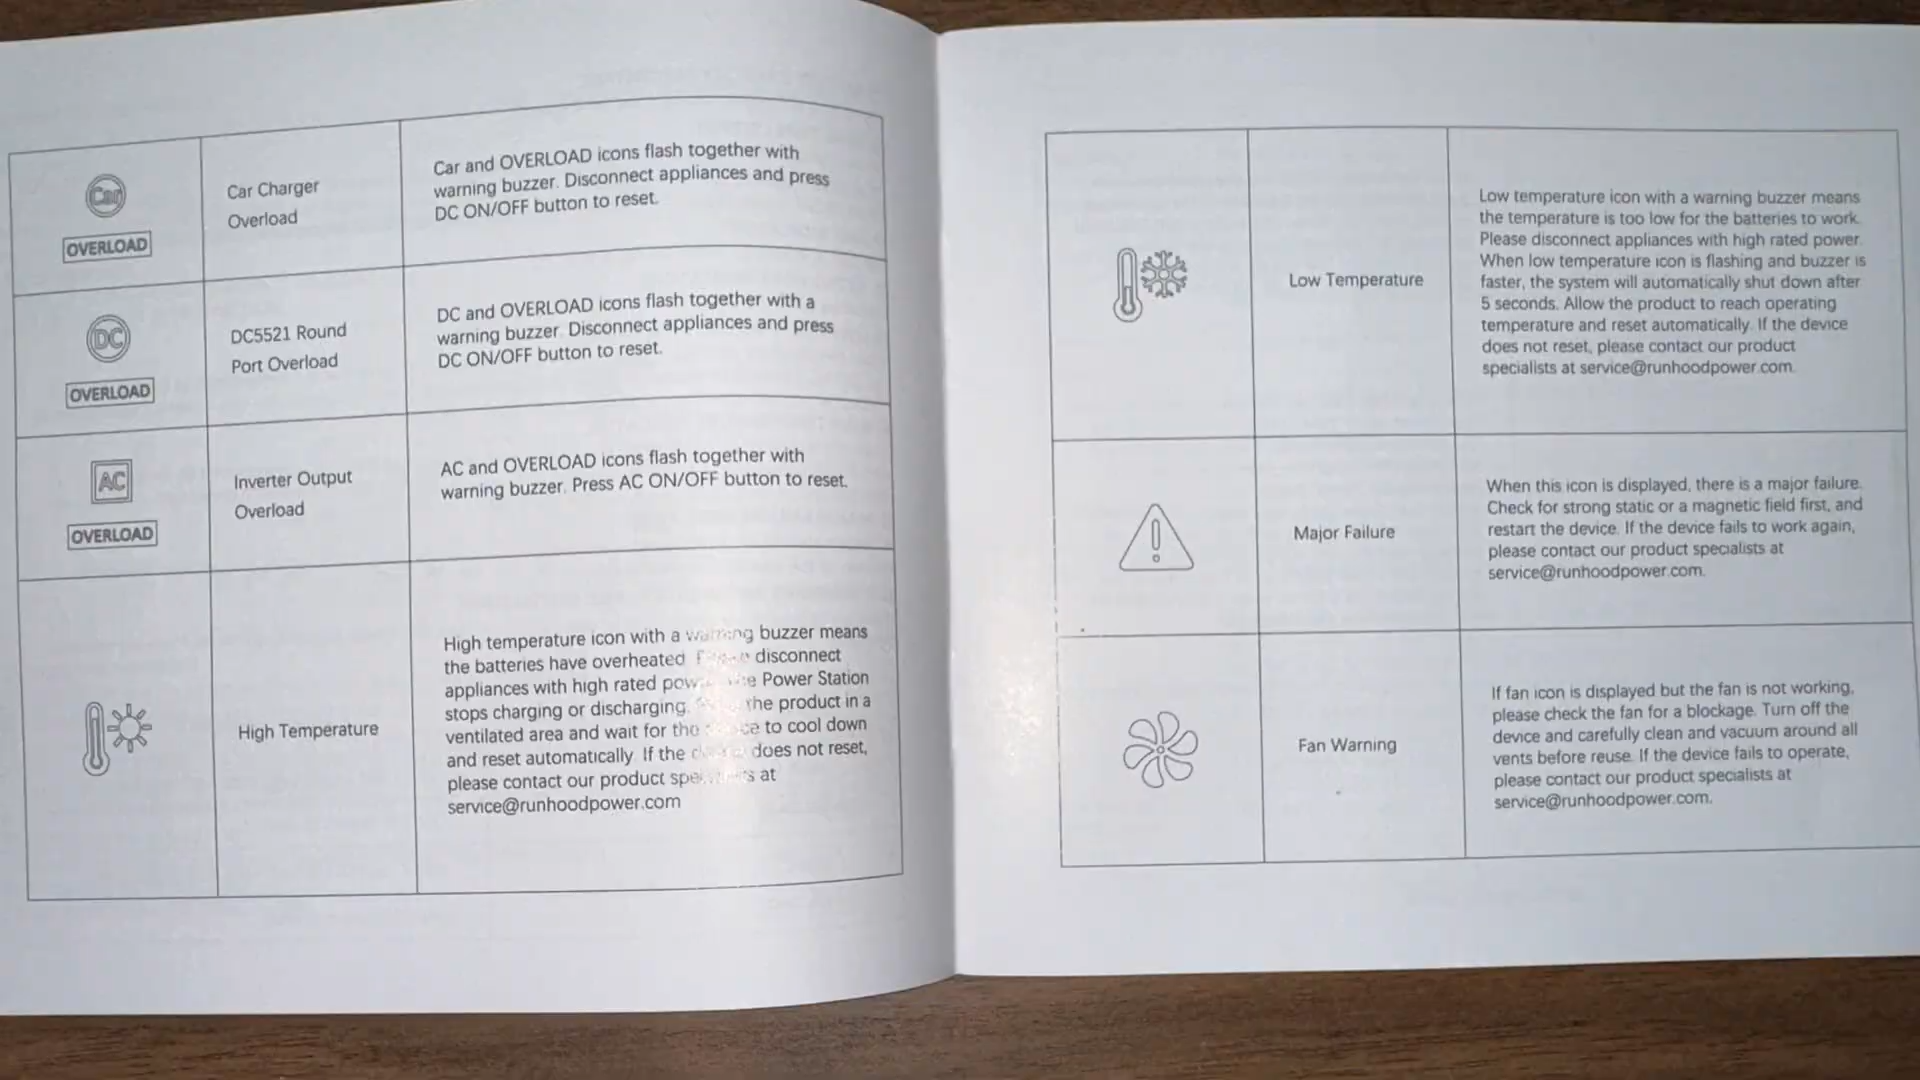 Car
OVERLOAD
Car Charger
Overload
Car and OVERLOAD icons flash together with
warning buzzer. Disconnect appliances and press
DC ON/OFF button to reset.
DC
OVERLOAD
DC5521 Round
Port Overload
DC and OVERLOAD icons flash together with a
warning buzzer. Disconnect appliances and press
DC ON/OFF button to reset.
AC
OVERLOAD
Inverter Output
Overload
AC and OVERLOAD icons flash together with
warning buzzer. Press AC ON/OFF button to reset.
High Temperature
High temperature icon with a warning buzzer means
the batteries have overheated. disconnect
appliances with high rated Power Station
stops charging or discharging. the product in a
ventilated area and wait for the to cool down
and reset automatically. If the does not reset,
please contact our product at
service@runhoodpower.com
Low Temperature
Low temperature icon with a warning buzzer means
the temperature is too low for the batteries to work.
Please disconnect appliances with high rated power.
When low temperature icon is flashing and buzzer is
faster, the system will automatically shut down after
5 seconds. Allow the product to reach operating
temperature and reset automatically. If the device
does not reset, please contact our product
specialists at service@runhoodpower.com.
Major Failure
When this icon is displayed, there is a major failure.
Check for strong static or a magnetic field first, and
restart the device. If the device fails to work again,
please contact our product specialists at
service@runhoodpower.com.
Fan Warning
If fan icon is displayed but the fan is not working,
please check the fan for a blockage. Turn off the
device and carefully clean and vacuum around all
vents before reuse. If the device fails to operate,
please contact our product specialists at
service@runhoodpower.com.